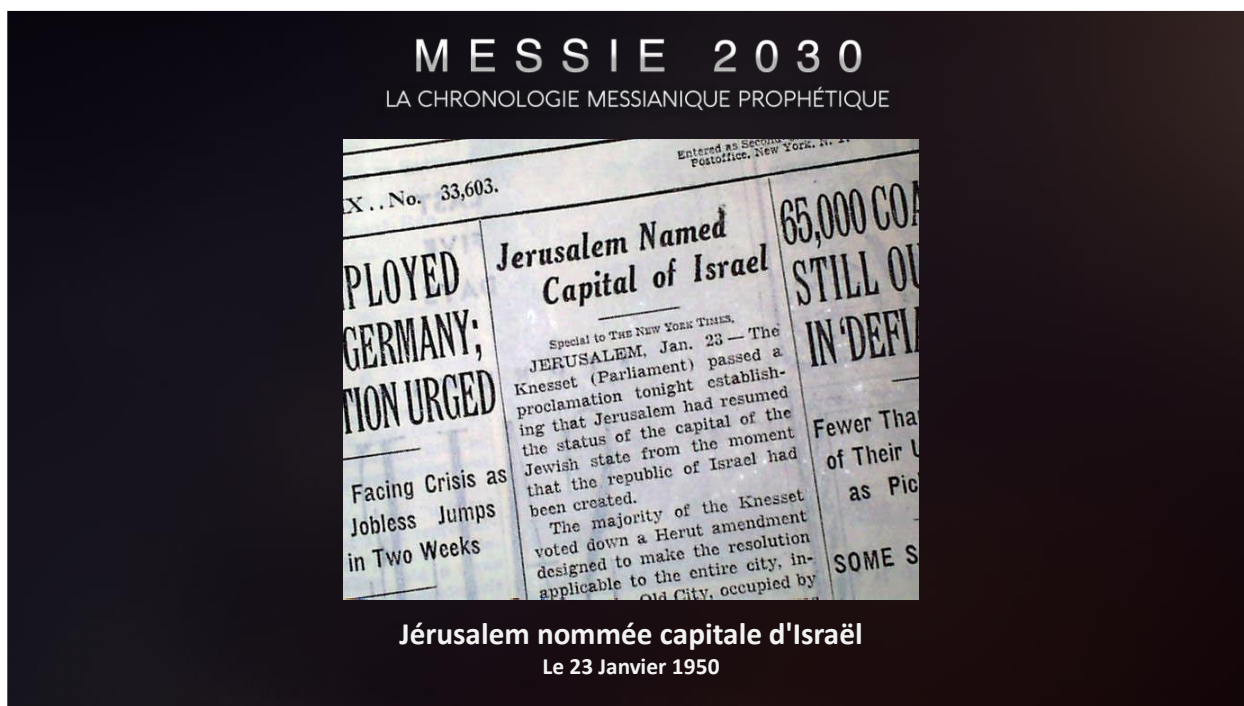 MESSIE 2030
LA CHRONOLOGIE MESSIANIQUE PROPHÉTIQUE
Entered as
Postoffice, New York, N. Y.
X..No. 33,603.
PLOYED
GERMANY;
TION URGED
Facing Crisis as
Jobless Jumps
in Two Weeks
Jerusalem Named
Capital of Israel
Special to THE NEW YORK TIMES.
JERUSALEM, Jan. 23 — The
Knesset (Parliament) passed a
proclamation tonight establish-
ing that Jerusalem had resumed
the status of the capital of the
Jewish state from the moment
that the republic of Israel had
been created.
The majority of the Knesset
voted down a Herut amendment
designed to make the resolution
applicable to the entire city, in-
Old City, occupied by
65,000 COA
STILL OU
IN 'DEFI
Fewer Tha
of Their U
as Pic
SOME S
Jérusalem nommée capitale d'Israël
Le 23 Janvier 1950